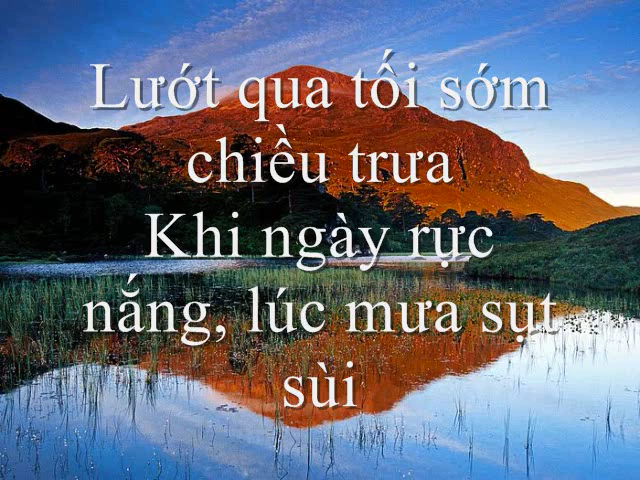 Lướt qua tối sớm
chiều trưa
Khi ngày rực
nắng, lúc mưa sụt
sùi